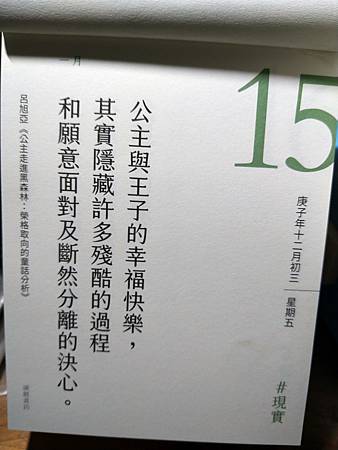 一月
15
庚子年十二月初三
星期五
#現實
公主與王子的幸福快樂，
其實隱藏許多殘酷的過程
和願意面對及斷然分離的決心。
呂旭亞《公主走進黑森林：榮格取向的童話分析》